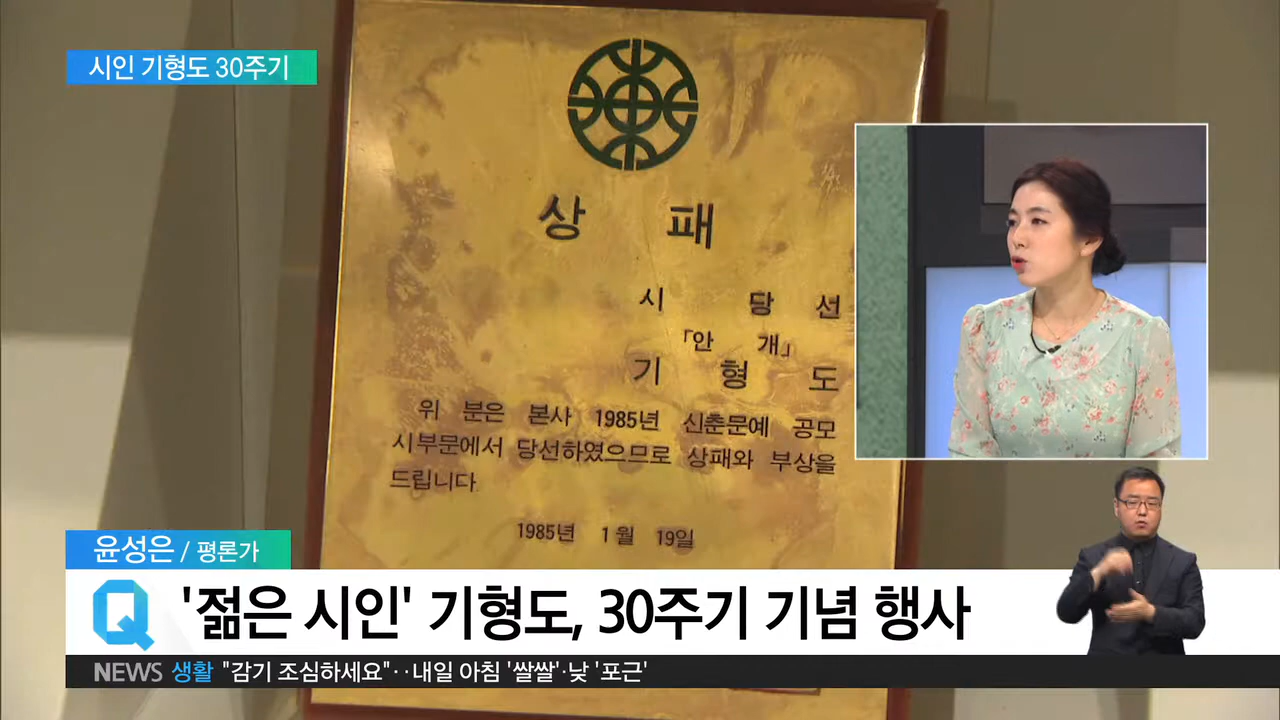 시인 기형도 30주기
상 패
시 당 선
「안 개」
기 형 도
위 분은 본사 1985년 신춘문예 공모
시부문에서 당선하였으므로 상패와 부상을
드립니다
1985년 1월 19일
윤성은 / 평론가
Q '젊은 시인' 기형도, 30주기 기념 행사
NEWS 생활 "감기 조심하세요"‥내일 아침 '쌀쌀'·낮 '포근'